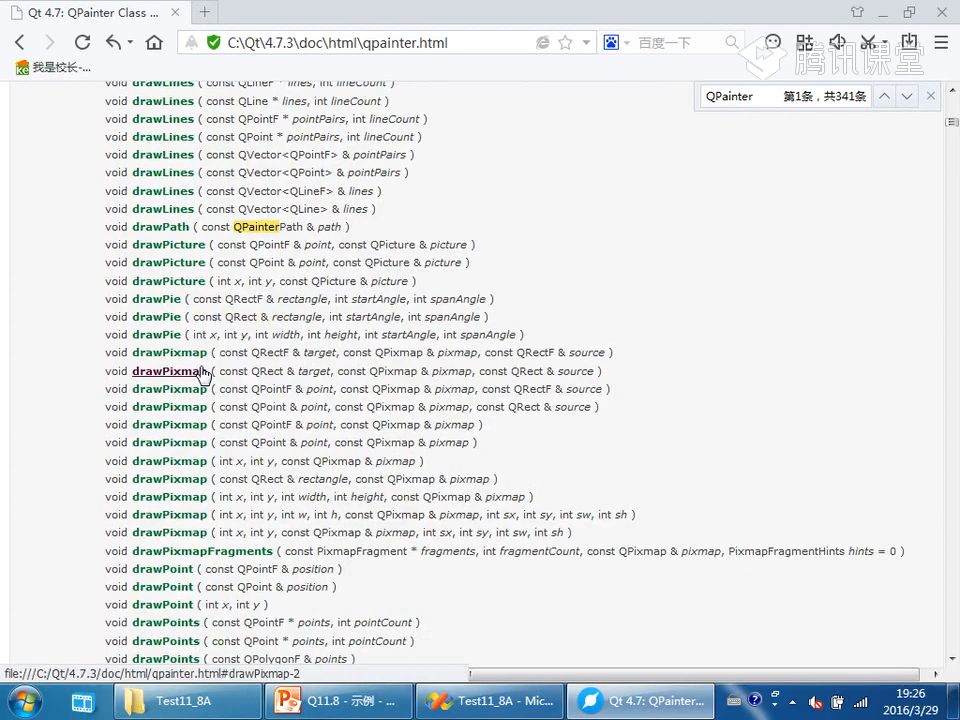 Qt 4.7: QPainter Class ...
C:\Qt\4.7.3\doc\html\qpainter.html
百度一下
腾讯课堂
我是校长-...
QPainter 第1条，共341条
void drawLines ( const QLineF * lines, int lineCount )
void drawLines ( const QLine * lines, int lineCount )
void drawLines ( const QPointF * pointPairs, int lineCount )
void drawLines ( const QPoint * pointPairs, int lineCount )
void drawLines ( const QVector<QPointF> & pointPairs )
void drawLines ( const QVector<QPoint> & pointPairs )
void drawLines ( const QVector<QLineF> & lines )
void drawLines ( const QVector<QLine> & lines )
void drawPath ( const QPainterPath & path )
void drawPicture ( const QPointF & point, const QPicture & picture )
void drawPicture ( const QPoint & point, const QPicture & picture )
void drawPicture ( int x, int y, const QPicture & picture )
void drawPie ( const QRectF & rectangle, int startAngle, int spanAngle )
void drawPie ( const QRect & rectangle, int startAngle, int spanAngle )
void drawPie ( int x, int y, int width, int height, int startAngle, int spanAngle )
void drawPixmap ( const QRectF & target, const QPixmap & pixmap, const QRectF & source )
void drawPixmap ( const QRect & target, const QPixmap & pixmap, const QRect & source )
void drawPixmap ( const QPointF & point, const QPixmap & pixmap, const QRectF & source )
void drawPixmap ( const QPoint & point, const QPixmap & pixmap, const QRect & source )
void drawPixmap ( const QPointF & point, const QPixmap & pixmap )
void drawPixmap ( const QPoint & point, const QPixmap & pixmap )
void drawPixmap ( int x, int y, const QPixmap & pixmap )
void drawPixmap ( const QRect & rectangle, const QPixmap & pixmap )
void drawPixmap ( int x, int y, int width, int height, const QPixmap & pixmap )
void drawPixmap ( int x, int y, int w, int h, const QPixmap & pixmap, int sx, int sy, int sw, int sh )
void drawPixmap ( int x, int y, const QPixmap & pixmap, int sx, int sy, int sw, int sh )
void drawPixmapFragments ( const PixmapFragment * fragments, int fragmentCount, const QPixmap & pixmap, PixmapFragmentHints hints = 0 )
void drawPoint ( const QPointF & position )
void drawPoint ( const QPoint & position )
void drawPoint ( int x, int y )
void drawPoints ( const QPointF * points, int pointCount )
void drawPoints ( const QPoint * points, int pointCount )
void drawPoints ( const QPolygonF & points )
file:///C:/Qt/4.7.3/doc/html/qpainter.html#drawPixmap-2
Test11_8A
Q11.8 - 示例 - ...
Test11_8A - Mic...
Qt 4.7: QPainter...
19:26
2016/3/29